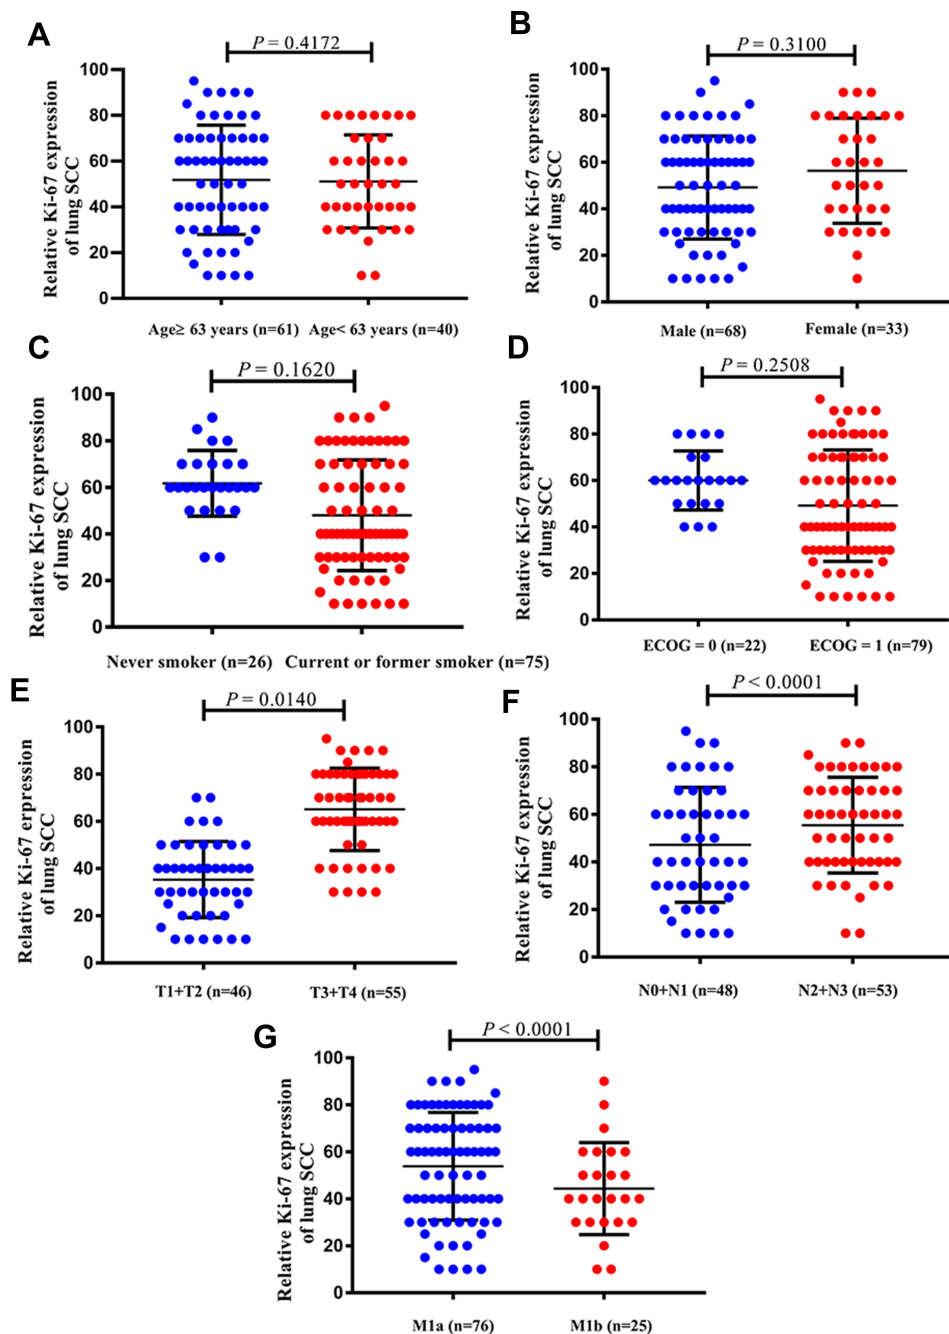 A
P = 0.4172
Relative Ki-67 expression
of lung SCC
100
80
60
40
20
0
Age≥ 63 years (n=61) Age< 63 years (n=40)
B
P = 0.3100
Relative Ki-67 expression
of lung SCC
100
80
60
40
20
0
Male (n=68) Female (n=33)
C
P = 0.1620
Relative Ki-67 expression
of lung SCC
100
80
60
40
20
0
Never smoker (n=26) Current or former smoker (n=75)
D
P = 0.2508
Relative Ki-67 expression
of lung SCC
100
80
60
40
20
0
ECOG = 0 (n=22) ECOG = 1 (n=79)
E
P = 0.0140
Relative Ki-67 erpression
of lung SCC
100
80
60
40
20
0
T1+T2 (n=46) T3+T4 (n=55)
F
P < 0.0001
Relative Ki-67 expression
of lung SCC
100
80
60
40
20
0
N0+N1 (n=48) N2+N3 (n=53)
G
P < 0.0001
Relative Ki-67 expression
of lung SCC
100
80
60
40
20
0
M1a (n=76) M1b (n=25)